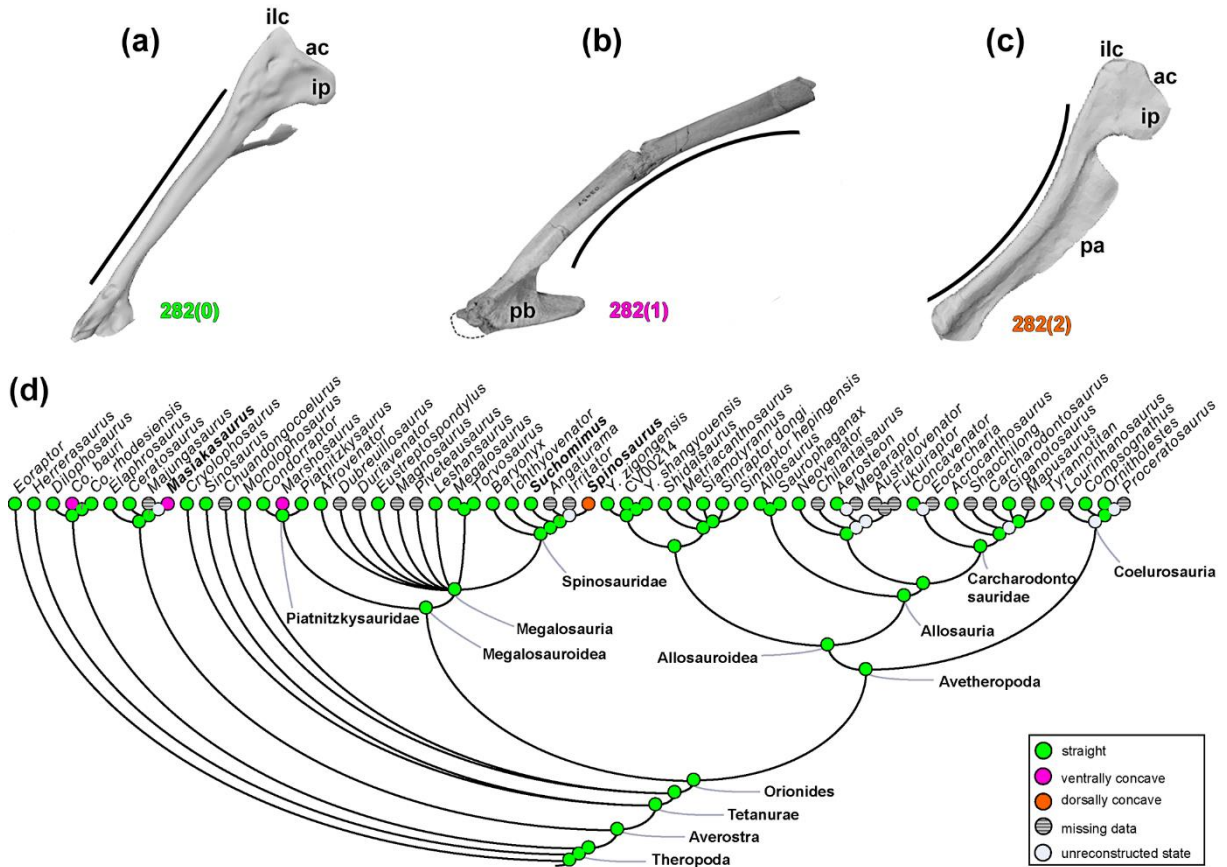 (a)
ilc
ac
ip
282(0)
(b)
ASNEO
pb
282(1)
(c)
ilc
ac
ip
pa
282(2)
(d)
Eoraptor
Herrerasaurus
Dilophosaurus
Co. bauri
Co. rhodesiensis
Elaphrosaurus
Ceratosaurus
Majungasaurus
Masiakasaurus
Cryolophosaurus
Sinosaurus
Chuandongocoelurus
Monolophosaurus
Condorraptor
Marshosaurus
Piatnitzkysaurus
Afrovenator
Dubreuillosaurus
Duriavenator
Eustreptospondylus
Magnosaurus
Piveteausaurus
Leshansaurus
Megalosaurus
Torvosaurus
Baryonyx
Ichthyovenator
Suchomimus
Angaturama
Irritator
Spinosaurus
Y. zigongensis
CV00214
Y. shangyouensis
Shidaisaurus
Metriacanthosaurus
Sinraptor dongi
Sinraptor hepingensis
Allosaurus
Saurophaganax
Neovenator
Chilantaisaurus
Aerosteon
Megaraptor
Australovenator
Fukuiraptor
Concavenator
Eocarcharia
Acrocanthosaurus
Shaochilong
Carcharodontosaurus
Giganotosaurus
Mapusaurus
Tyrannotitan
Lourinhanosaurus
Compsognathus
Ornitholestes
Proceratosaurus
Spinosauridae
Piatnitzkysauridae
Megalosauria
Megalosauroidea
Carcharodonto
sauridae
Coelurosauria
Allosauria
Allosauroidea
Avetheropoda
Orionides
Tetanurae
Averostra
Theropoda
straight
ventrally concave
dorsally concave
missing data
unreconstructed state